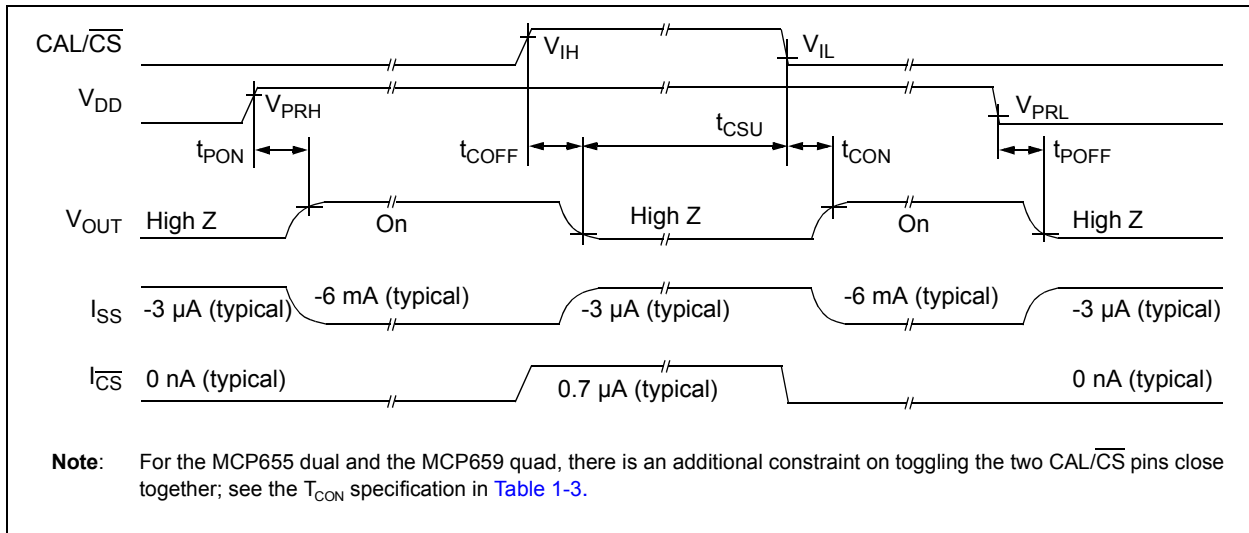 CAL/C̅S̅
V_IH
V_IL
V_DD
V_PRH
V_PRL
t_CSU
t_PON
t_COFF
t_CON
t_POFF
V_OUT
High Z
On
High Z
On
High Z
I_SS
-3 µA (typical)
-6 mA (typical)
-3 µA (typical)
-6 mA (typical)
-3 µA (typical)
I_C̅S̅
0 nA (typical)
0.7 µA (typical)
0 nA (typical)
Note: For the MCP655 dual and the MCP659 quad, there is an additional constraint on toggling the two CAL/C̅S̅ pins close
together; see the T_CON specification in Table 1-3.